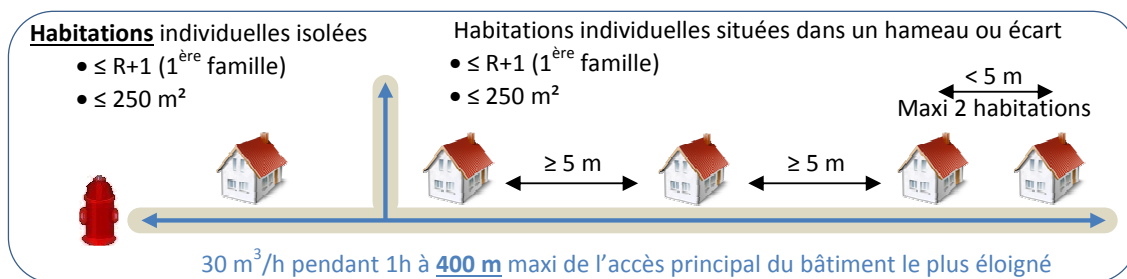 Habitations individuelles isolées
• ≤ R+1 (1ère famille)
• ≤ 250 m²
Habitations individuelles situées dans un hameau ou écart
• ≤ R+1 (1ère famille)
• ≤ 250 m²
< 5 m
Maxi 2 habitations
≥ 5 m
≥ 5 m
30 m³/h pendant 1h à 400 m maxi de l’accès principal du bâtiment le plus éloigné